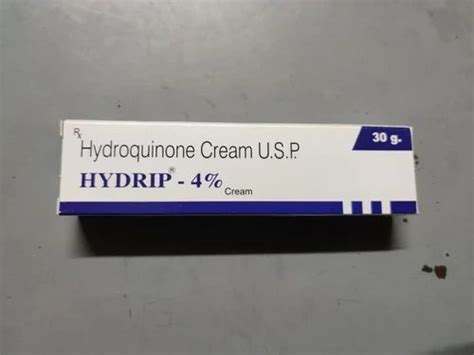 Rx
Hydroquinone Cream U.S.P.
30 g.
HYDRIP® - 4%
Cream